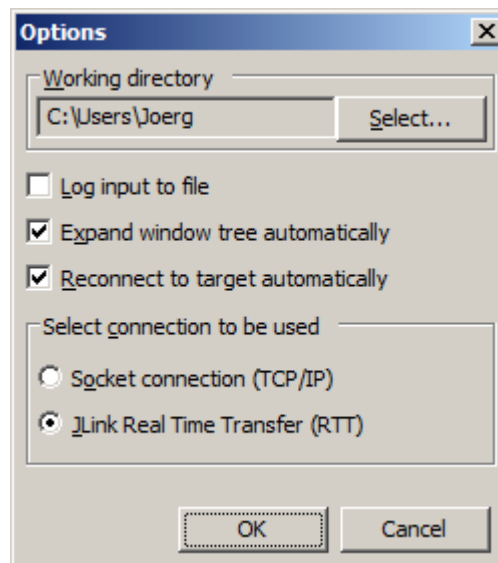 Options
Working directory
C:\Users\Joerg
Select...
Log input to file
Expand window tree automatically
Reconnect to target automatically
Select connection to be used
Socket connection (TCP/IP)
JLink Real Time Transfer (RTT)
OK
Cancel